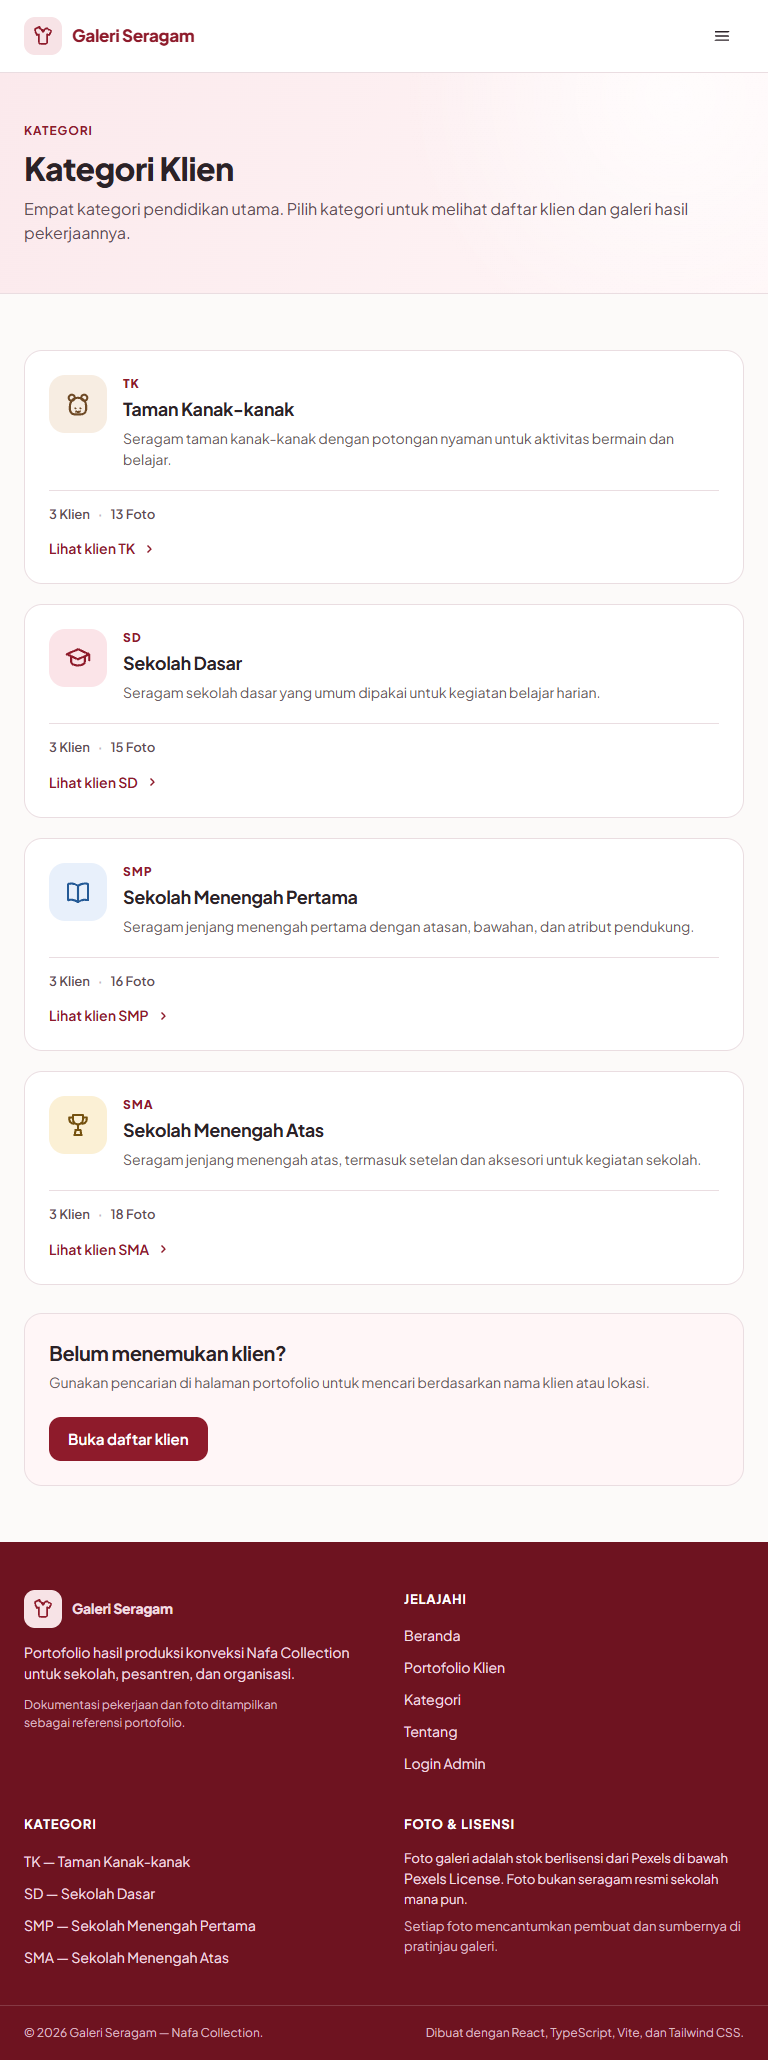 Galeri Seragam
KATEGORI
Kategori Klien
Empat kategori pendidikan utama. Pilih kategori untuk melihat daftar klien dan galeri hasil
pekerjaannya.
TK
Taman Kanak-kanak
Seragam taman kanak-kanak dengan potongan nyaman untuk aktivitas bermain dan
belajar.
3 Klien · 13 Foto
Lihat klien TK
SD
Sekolah Dasar
Seragam sekolah dasar yang umum dipakai untuk kegiatan belajar harian.
3 Klien · 15 Foto
Lihat klien SD
SMP
Sekolah Menengah Pertama
Seragam jenjang menengah pertama dengan atasan, bawahan, dan atribut pendukung.
3 Klien · 16 Foto
Lihat klien SMP
SMA
Sekolah Menengah Atas
Seragam jenjang menengah atas, termasuk setelan dan aksesori untuk kegiatan sekolah.
3 Klien · 18 Foto
Lihat klien SMA
Belum menemukan klien?
Gunakan pencarian di halaman portofolio untuk mencari berdasarkan nama klien atau lokasi.
Buka daftar klien
Galeri Seragam
Portofolio hasil produksi konveksi Nafa Collection
untuk sekolah, pesantren, dan organisasi.
Dokumentasi pekerjaan dan foto ditampilkan
sebagai referensi portofolio.
JELAJAHI
Beranda
Portofolio Klien
Kategori
Tentang
Login Admin
KATEGORI
TK — Taman Kanak-kanak
SD — Sekolah Dasar
SMP — Sekolah Menengah Pertama
SMA — Sekolah Menengah Atas
FOTO & LISENSI
Foto galeri adalah stok berlisensi dari Pexels di bawah
Pexels License. Foto bukan seragam resmi sekolah
mana pun.
Setiap foto mencantumkan pembuat dan sumbernya di
pratinjau galeri.
© 2026 Galeri Seragam — Nafa Collection.
Dibuat dengan React, TypeScript, Vite, dan Tailwind CSS.